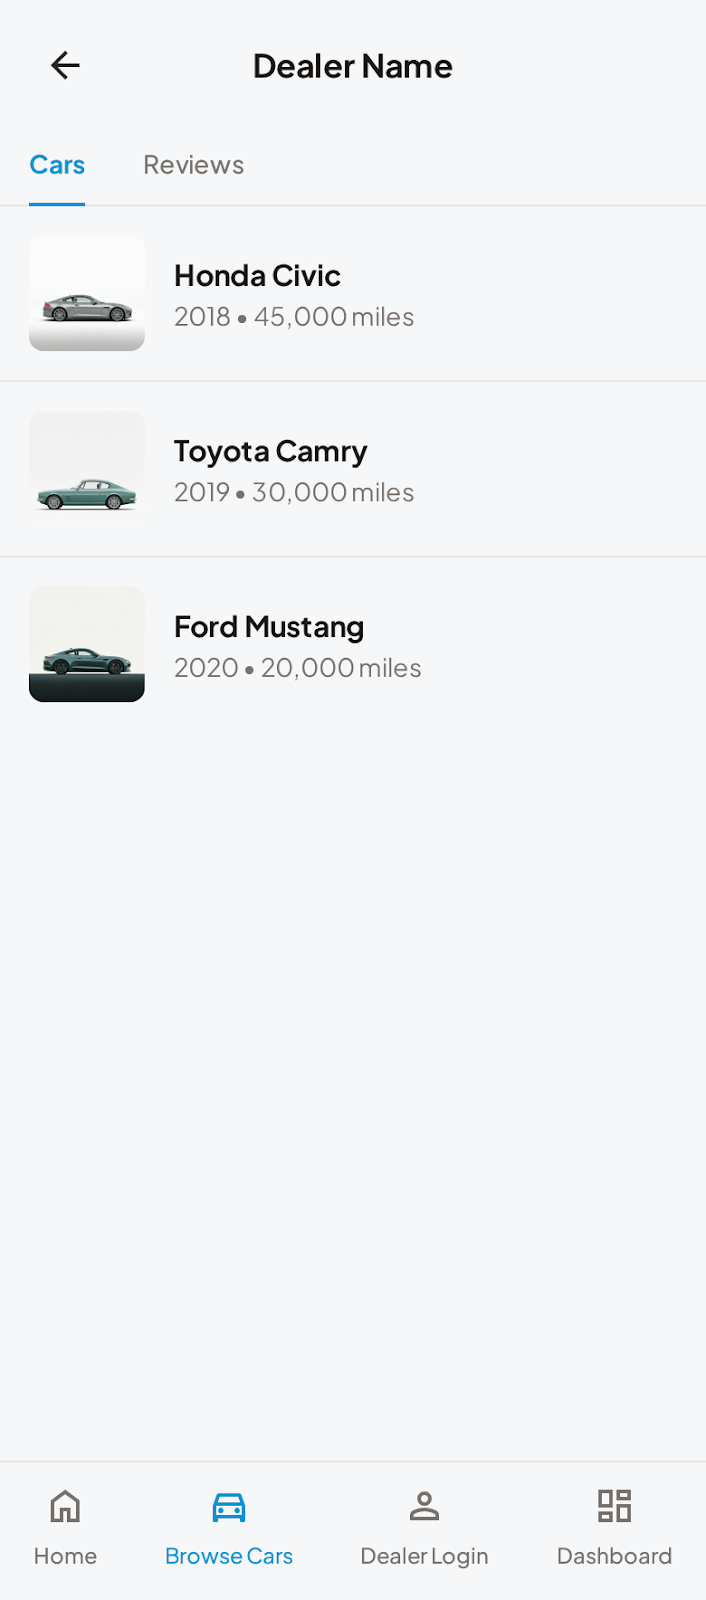 Dealer Name
Cars
Reviews
Honda Civic
2018 • 45,000 miles
Toyota Camry
2019 • 30,000 miles
Ford Mustang
2020 • 20,000 miles
Home
Browse Cars
Dealer Login
Dashboard